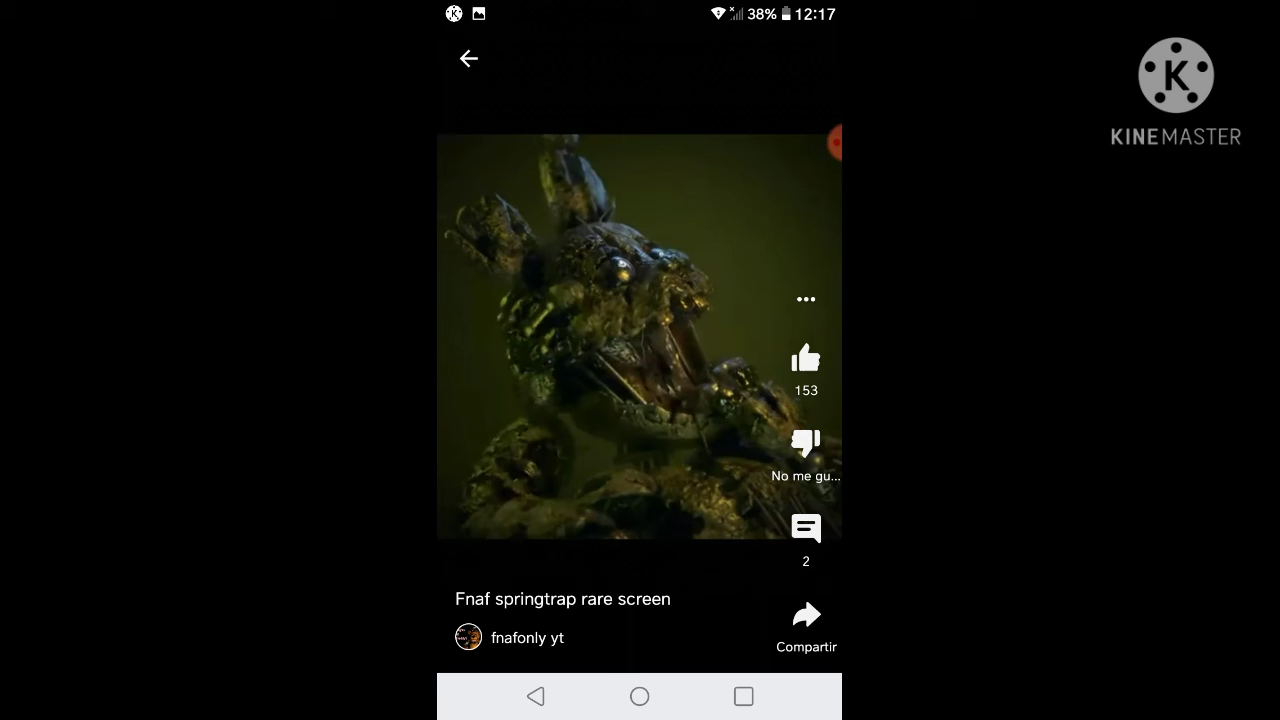 38% 12:17
KINEMASTER
153
No me gu...
2
Fnaf springtrap rare screen
fnafonly yt
Compartir